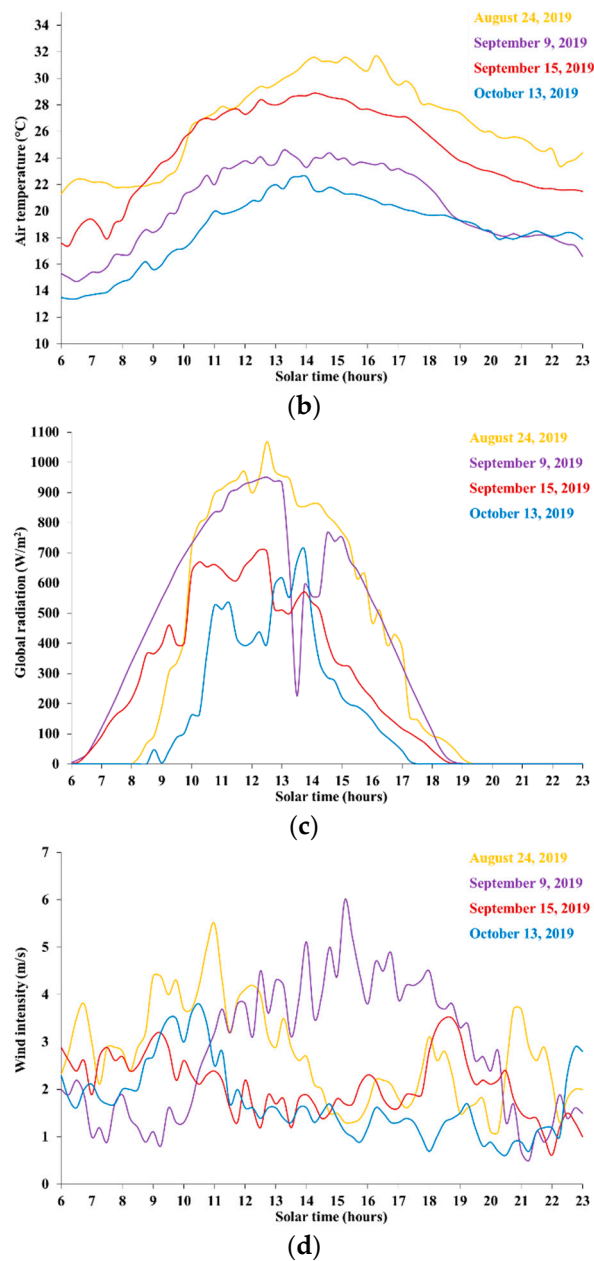 34
32
30
28
26
24
22
20
18
16
14
12
10
Air temperature (°C)
August 24, 2019
September 9, 2019
September 15, 2019
October 13, 2019
6 7 8 9 10 11 12 13 14 15 16 17 18 19 20 21 22 23
Solar time (hours)
(b)
1100
1000
900
800
700
600
500
400
300
200
100
0
Global radiation (W/m²)
August 24, 2019
September 9, 2019
September 15, 2019
October 13, 2019
6 7 8 9 10 11 12 13 14 15 16 17 18 19 20 21 22 23
Solar time (hours)
(c)
7
6
5
4
3
2
1
0
Wind intensity (m/s)
August 24, 2019
September 9, 2019
September 15, 2019
October 13, 2019
6 7 8 9 10 11 12 13 14 15 16 17 18 19 20 21 22 23
Solar time (hours)
(d)